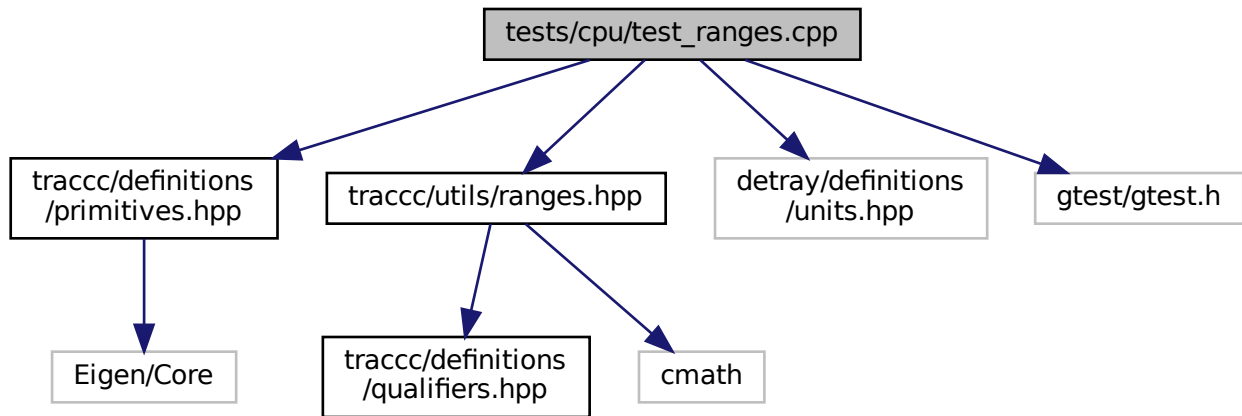 tests/cpu/test_ranges.cpp
traccc/definitions
/primitives.hpp
traccc/utils/ranges.hpp
detray/definitions
/units.hpp
gtest/gtest.h
Eigen/Core
traccc/definitions
/qualifiers.hpp
cmath